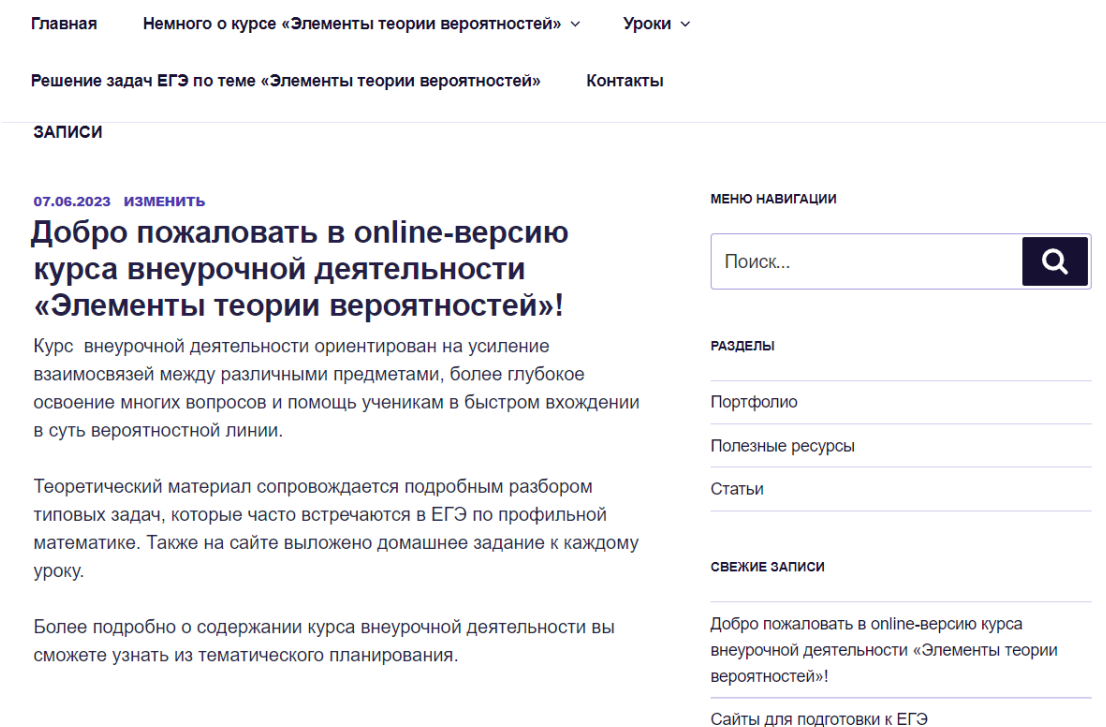 Главная Немного о курсе «Элементы теории вероятностей» Уроки
Решение задач ЕГЭ по теме «Элементы теории вероятностей» Контакты
ЗАПИСИ
07.06.2023 ИЗМЕНИТЬ
Добро пожаловать в online-версию
курса внеурочной деятельности
«Элементы теории вероятностей»!
Курс внеурочной деятельности ориентирован на усиление
взаимосвязей между различными предметами, более глубокое
освоение многих вопросов и помощь ученикам в быстром вхождении
в суть вероятностной линии.
Теоретический материал сопровождается подробным разбором
типовых задач, которые часто встречаются в ЕГЭ по профильной
математике. Также на сайте выложено домашнее задание к каждому
уроку.
Более подробно о содержании курса внеурочной деятельности вы
сможете узнать из тематического планирования.
МЕНЮ НАВИГАЦИИ
Поиск...
РАЗДЕЛЫ
Портфолио
Полезные ресурсы
Статьи
СВЕЖИЕ ЗАПИСИ
Добро пожаловать в online-версию курса
внеурочной деятельности «Элементы теории
вероятностей»!
Сайты для подготовки к ЕГЭ